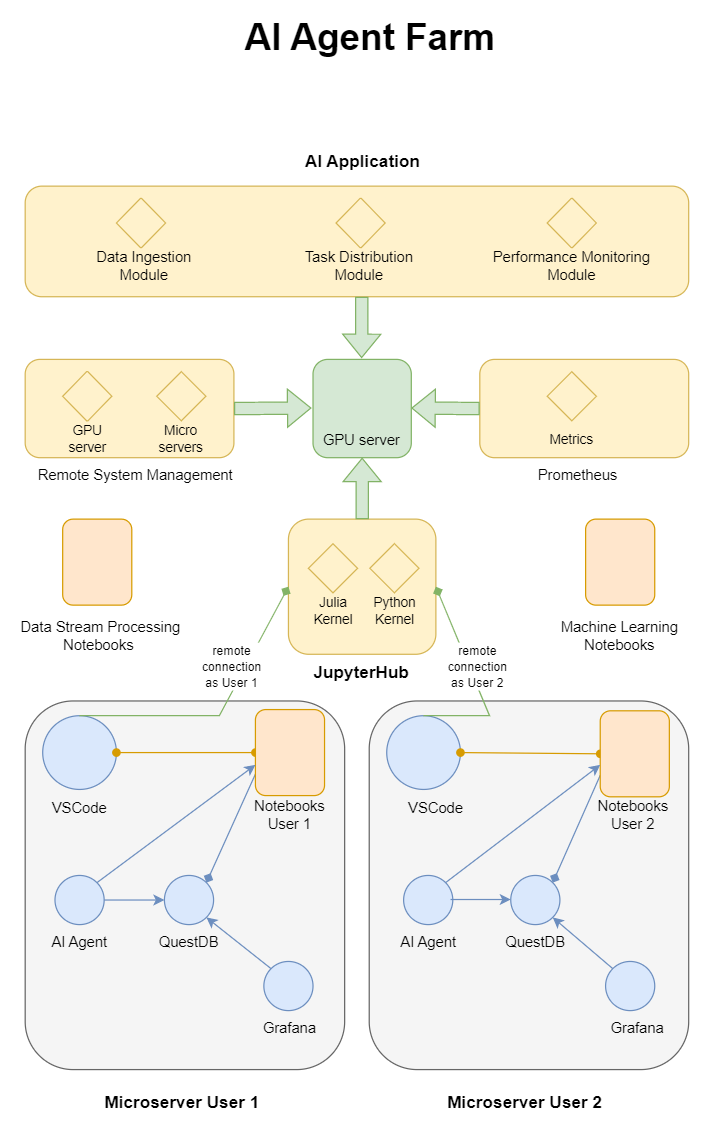 AI Agent Farm
AI Application
Data Ingestion
Module
Task Distribution
Module
Performance Monitoring
Module
GPU
server
Micro
servers
Remote System Management
GPU server
Metrics
Prometheus
Data Stream Processing
Notebooks
Julia
Kernel
Python
Kernel
JupyterHub
Machine Learning
Notebooks
remote
connection
as User 1
remote
connection
as User 2
VSCode
Notebooks
User 1
AI Agent
QuestDB
Grafana
Microserver User 1
VSCode
Notebooks
User 2
AI Agent
QuestDB
Grafana
Microserver User 2